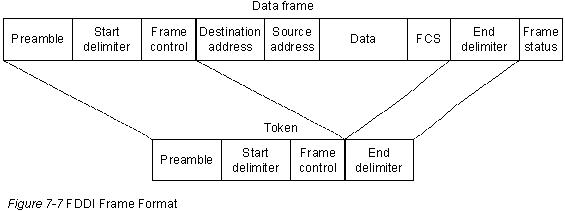 Data frame
Preamble
Start delimiter
Frame control
Destination address
Source address
Data
FCS
End delimiter
Frame status
Token
Preamble
Start delimiter
Frame control
End delimiter
Figure 7-7 FDDI Frame Format